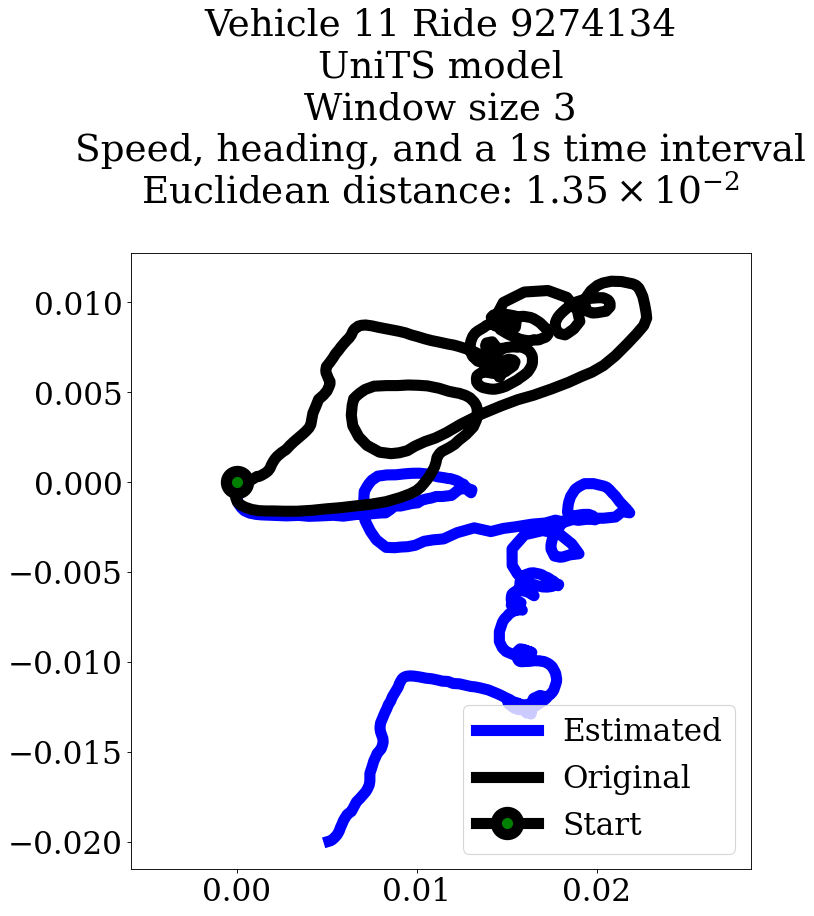 Vehicle 11 Ride 9274134
UniTS model
Window size 3
Speed, heading, and a 1s time interval
Euclidean distance: 1.35 × 10⁻²
0.010
0.005
0.000
−0.005
−0.010
−0.015
−0.020
Estimated
Original
Start
0.00 0.01 0.02